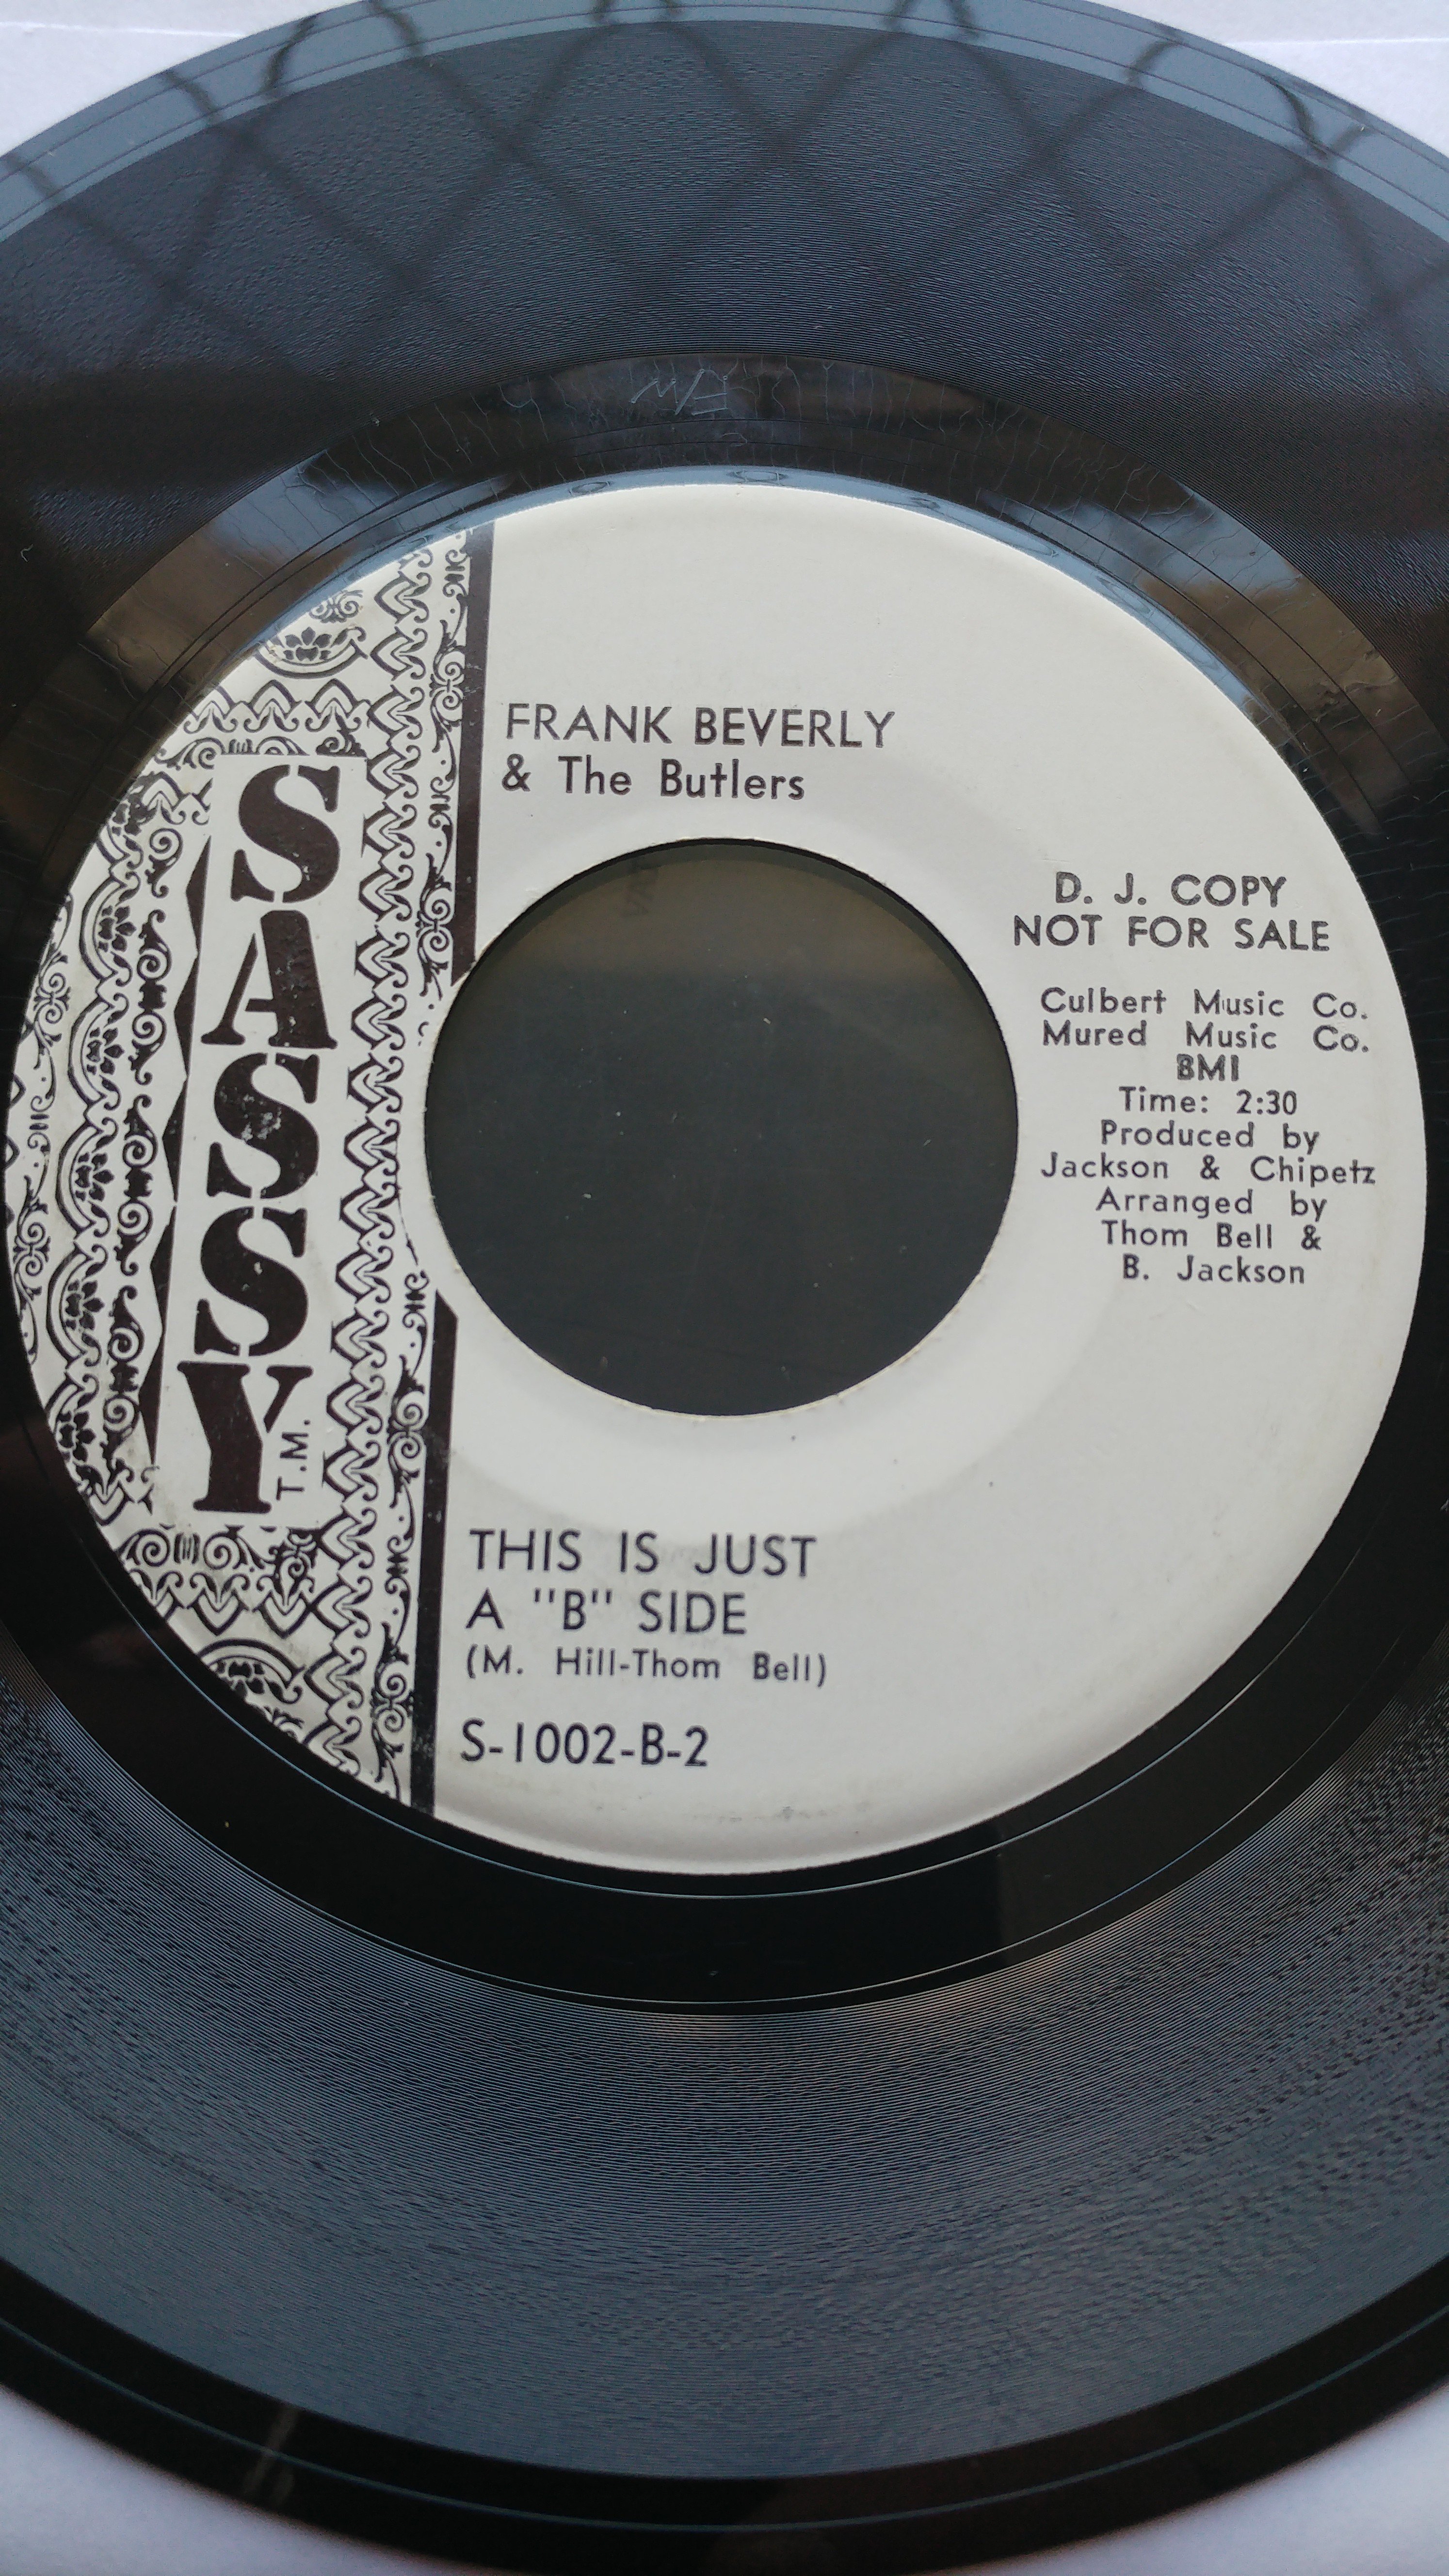 SASSY
T.M.
FRANK BEVERLY
& The Butlers
D. J. COPY
NOT FOR SALE
Culbert Music Co.
Mured Music Co.
BMI
Time: 2:30
Produced by
Jackson & Chipetz
Arranged by
Thom Bell &
B. Jackson
THIS IS JUST
A "B" SIDE
(M. Hill-Thom Bell)
S-1002-B-2